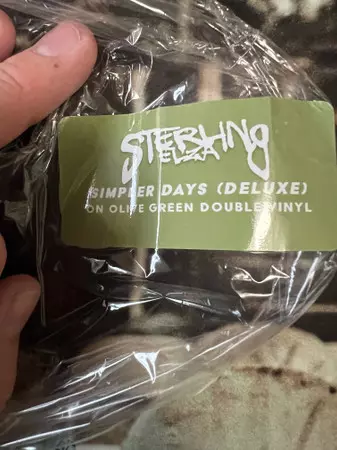 STERLING
ELZA
SIMPLER DAYS (DELUXE)
ON OLIVE GREEN DOUBLE VINYL